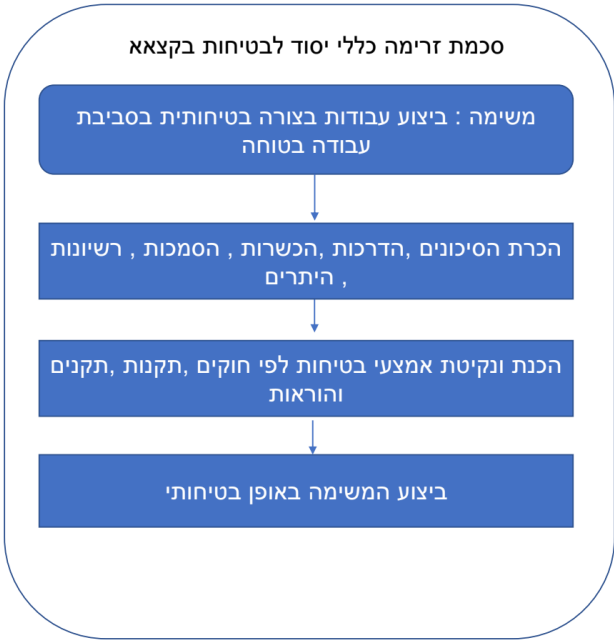 סכמת זרימה כללי יסוד לבטיחות בקצאא
משימה : ביצוע עבודות בצורה בטיחותית בסביבת
עבודה בטוחה
הכרת הסיכונים ,הדרכות ,הכשרות , הסמכות , רשיונות
, היתרים
הכנת ונקיטת אמצעי בטיחות לפי חוקים ,תקנות ,תקנים
והוראות
ביצוע המשימה באופן בטיחותי